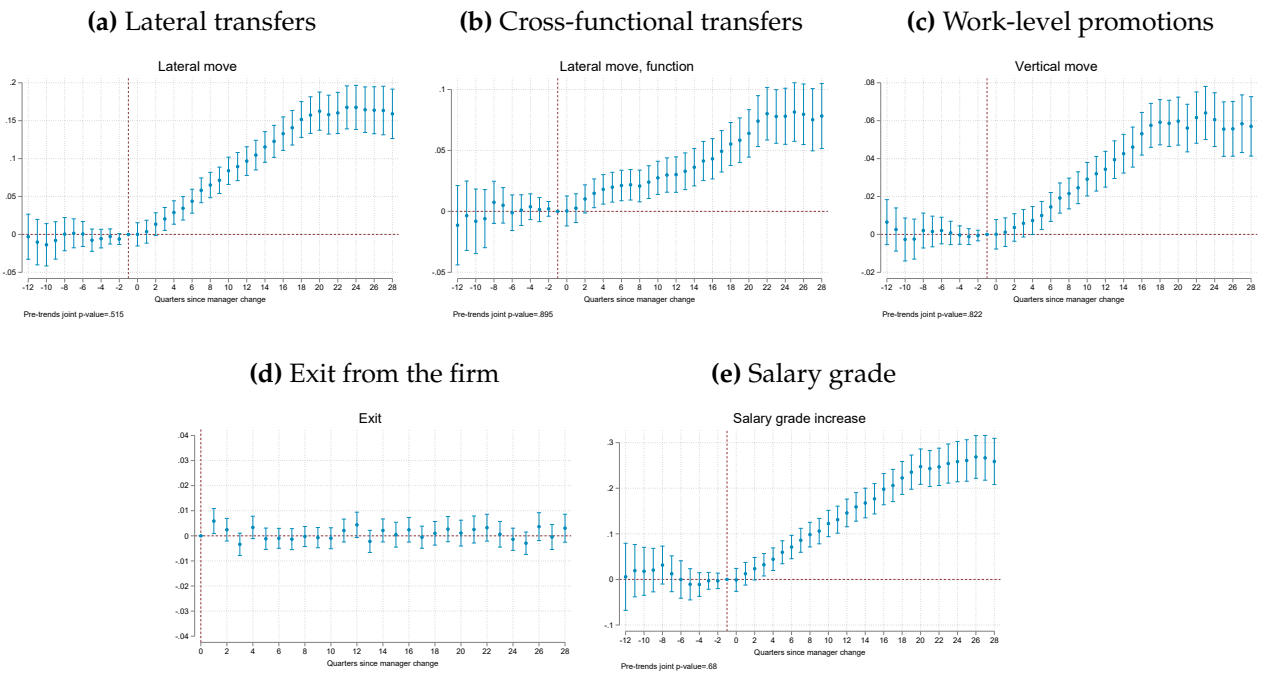 (a) Lateral transfers
(b) Cross-functional transfers
(c) Work-level promotions
Lateral move
.2
.15
.1
.05
0
-.05
-12 -10 -8 -6 -4 -2 0 2 4 6 8 10 12 14 16 18 20 22 24 26 28
Quarters since manager change
Pre-trends joint p-value=.515
Lateral move, function
.1
.05
0
-.05
-12 -10 -8 -6 -4 -2 0 2 4 6 8 10 12 14 16 18 20 22 24 26 28
Quarters since manager change
Pre-trends joint p-value=.895
Vertical move
.08
.06
.04
.02
0
-.02
-12 -10 -8 -6 -4 -2 0 2 4 6 8 10 12 14 16 18 20 22 24 26 28
Quarters since manager change
Pre-trends joint p-value=.822
(d) Exit from the firm
(e) Salary grade
Exit
.04
.03
.02
.01
0
-.01
-.02
-.03
-.04
0 2 4 6 8 10 12 14 16 18 20 22 24 26 28
Quarters since manager change
Salary grade increase
.3
.2
.1
0
-.1
-12 -10 -8 -6 -4 -2 0 2 4 6 8 10 12 14 16 18 20 22 24 26 28
Quarters since manager change
Pre-trends joint p-value=.68